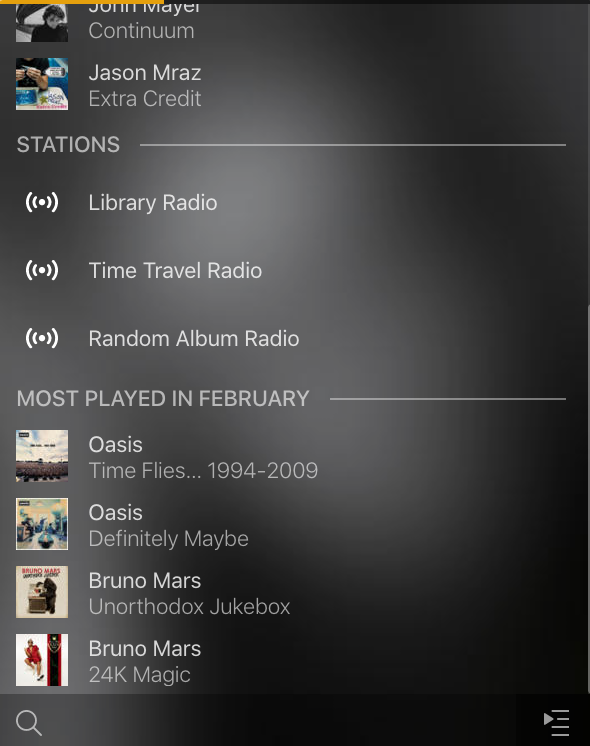 John Mayer
Continuum
Jason Mraz
Extra Credit
STATIONS
Library Radio
Time Travel Radio
Random Album Radio
MOST PLAYED IN FEBRUARY
Oasis
Time Flies... 1994-2009
Oasis
Definitely Maybe
BRUNO MARS
UNORTHODOX JUKEBOX
Bruno Mars
Unorthodox Jukebox
Bruno Mars
24K Magic